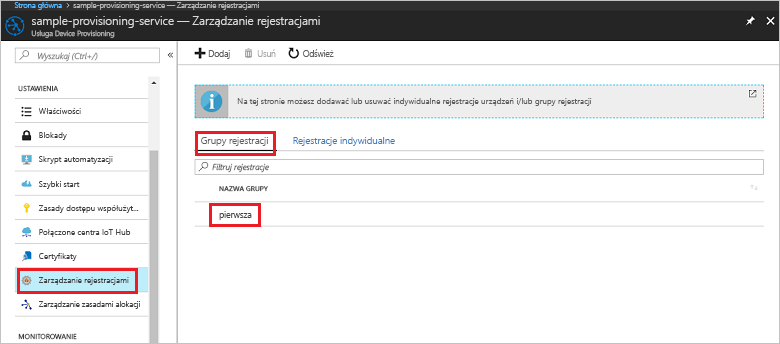 Strona główna > sample-provisioning-service — Zarządzanie rejestracjami
sample-provisioning-service — Zarządzanie rejestracjami
Usługa Device Provisioning
Wyszukaj (Ctrl+/)
«
Dodaj
Usuń
Odśwież
USTAWIENIA
Właściwości
Blokady
Skrypt automatyzacji
Szybki start
Zasady dostępu współużyt...
Połączone centra IoT Hub
Certyfikaty
Zarządzanie rejestracjami
Zarządzanie zasadami alokacji
MONITOROWANIE
Na tej stronie możesz dodawać lub usuwać indywidualne rejestracje urządzeń i/lub grupy rejestracji
Grupy rejestracji
Rejestracje indywidualne
Filtruj rejestracje
NAZWA GRUPY
pierwsza